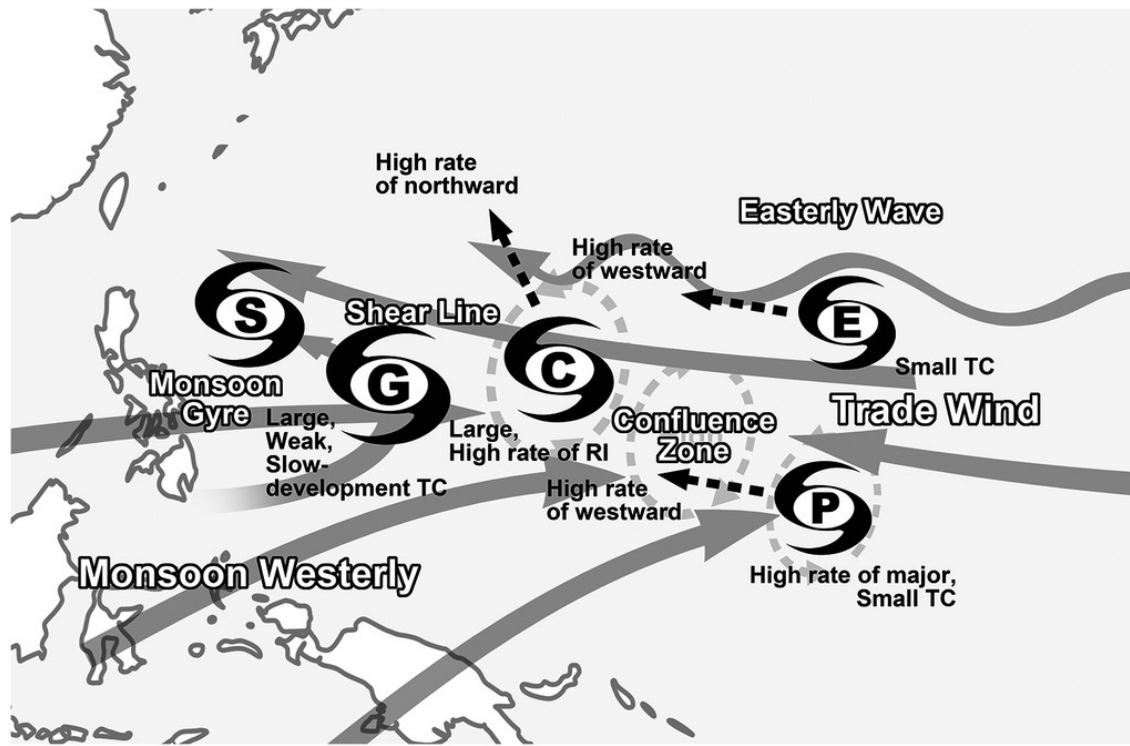 High rate
of northward
Easterly Wave
High rate
of westward
S
Shear Line
E
G
C
Small TC
Monsoon
Gyre
Trade Wind
Large,
Weak,
Slow-
development TC
Large,
High rate of RI
Confluence
Zone
High rate
of westward
P
Monsoon Westerly
High rate of major,
Small TC